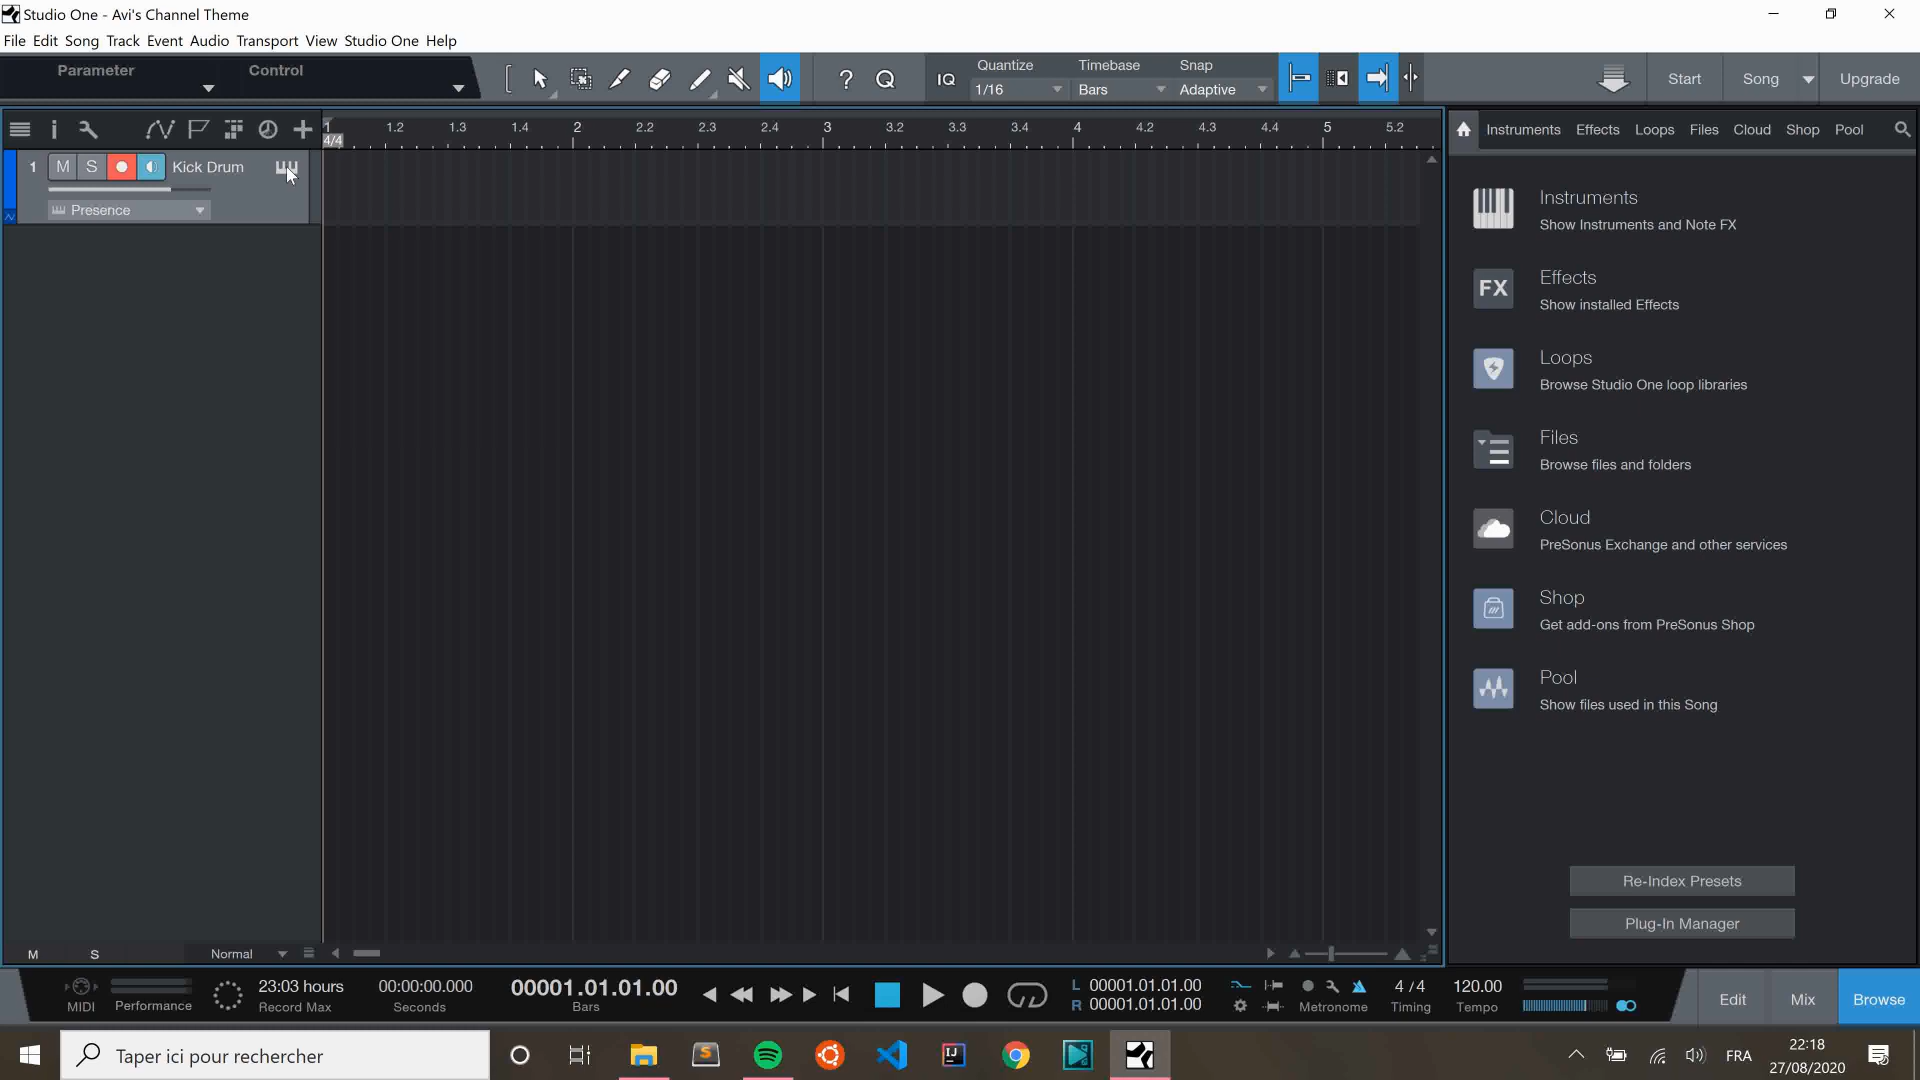 Studio One - Avi's Channel Theme
File Edit Song Track Event Audio Transport View Studio One Help
Parameter
Control
Quantize
1/16
Timebase
Bars
Snap
Adaptive
? Q
IQ
Start
Song
Upgrade
1 1.2 1.3 1.4 2 2.2 2.3 2.4 3 3.2 3.3 3.4 4 4.2 4.3 4.4 5 5.2
4/4
1 M S Kick Drum
Presence
Instruments Effects Loops Files Cloud Shop Pool
Instruments
Show Instruments and Note FX
FX
Effects
Show installed Effects
Loops
Browse Studio One loop libraries
Files
Browse files and folders
Cloud
PreSonus Exchange and other services
Shop
Get add-ons from PreSonus Shop
Pool
Show files used in this Song
Re-Index Presets
Plug-In Manager
M S Normal
MIDI
Performance
23:03 hours
Record Max
00:00:00.000
Seconds
00001.01.01.00
Bars
L 00001.01.01.00
R 00001.01.01.00
Metronome
4 / 4
Timing
120.00
Tempo
Edit
Mix
Browse
Taper ici pour rechercher
FRA
22:18
27/08/2020